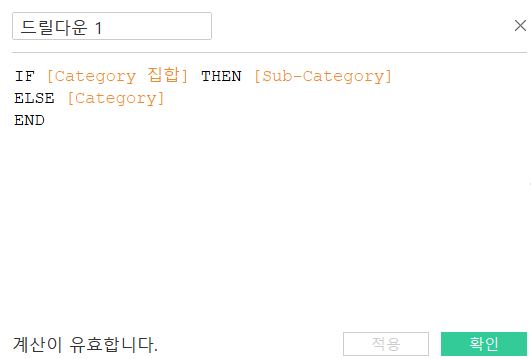 드릴다운 1
IF [Category 집합] THEN [Sub-Category]
ELSE [Category]
END
계산이 유효합니다.
적용
확인